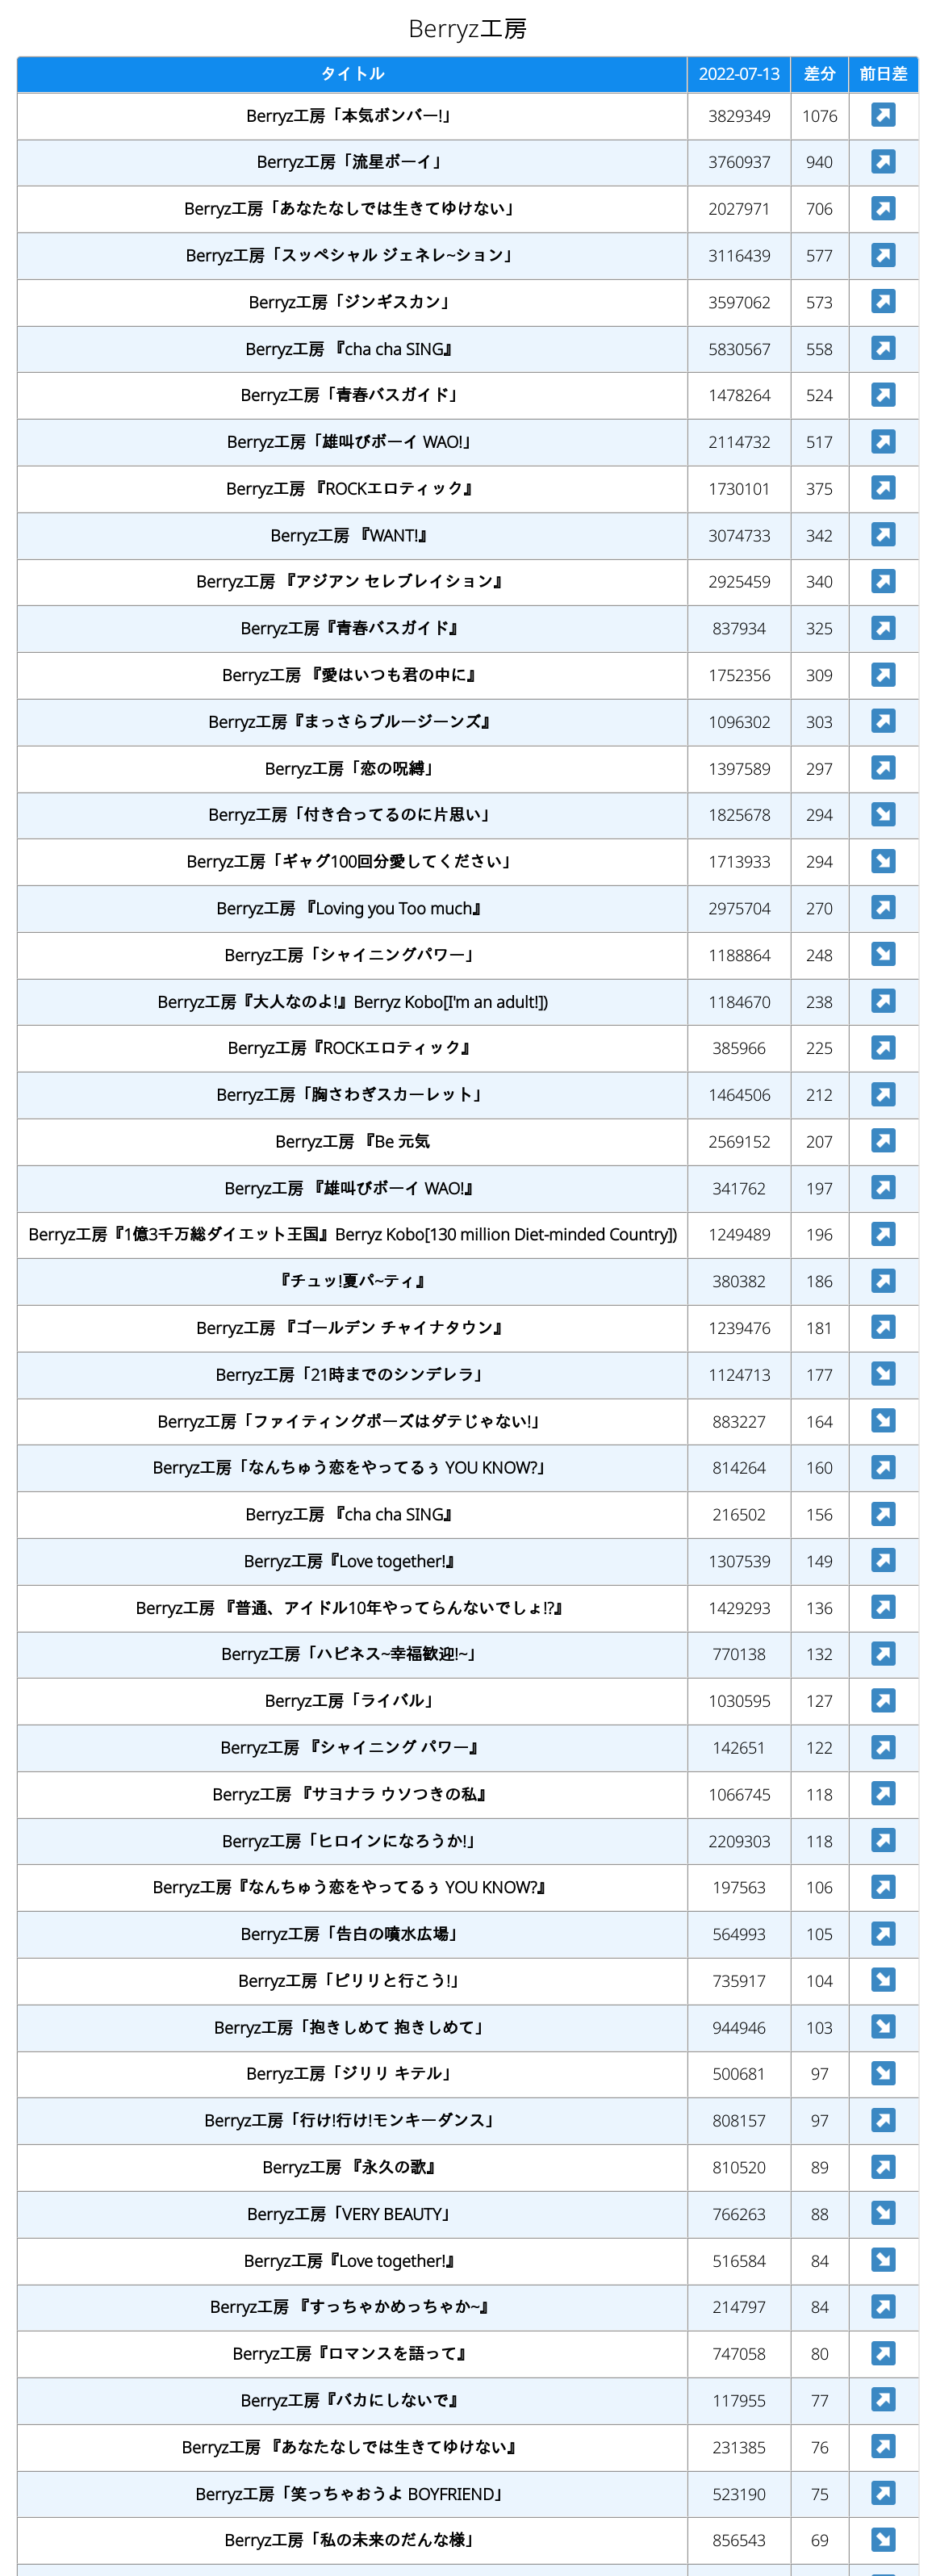 Berryz工房
タイトル 2022-07-13 差分 前日差
Berryz工房「本気ボンバー!」 3829349 1076
Berryz工房「流星ボーイ」 3760937 940
Berryz工房「あなたなしでは生きてゆけない」 2027971 706
Berryz工房「スッペシャル ジェネレ~ション」 3116439 577
Berryz工房「ジンギスカン」 3597062 573
Berryz工房 『cha cha SING』 5830567 558
Berryz工房「青春バスガイド」 1478264 524
Berryz工房「雄叫びボーイ WAO!」 2114732 517
Berryz工房 『ROCKエロティック』 1730101 375
Berryz工房 『WANT!』 3074733 342
Berryz工房 『アジアン セレブレイション』 2925459 340
Berryz工房『青春バスガイド』 837934 325
Berryz工房 『愛はいつも君の中に』 1752356 309
Berryz工房『まっさらブルージーンズ』 1096302 303
Berryz工房「恋の呪縛」 1397589 297
Berryz工房「付き合ってるのに片思い」 1825678 294
Berryz工房「ギャグ100回分愛してください」 1713933 294
Berryz工房 『Loving you Too much』 2975704 270
Berryz工房「シャイニングパワー」 1188864 248
Berryz工房『大人なのよ!』Berryz Kobo[I'm an adult!]) 1184670 238
Berryz工房『ROCKエロティック』 385966 225
Berryz工房「胸さわぎスカーレット」 1464506 212
Berryz工房 『Be 元気 2569152 207
Berryz工房 『雄叫びボーイ WAO!』 341762 197
Berryz工房『1億3千万総ダイエット王国』Berryz Kobo[130 million Diet-minded Country]) 1249489 196
『チュッ!夏パ~ティ』 380382 186
Berryz工房 『ゴールデン チャイナタウン』 1239476 181
Berryz工房「21時までのシンデレラ」 1124713 177
Berryz工房「ファイティングポーズはダテじゃない!」 883227 164
Berryz工房「なんちゅう恋をやってるぅ YOU KNOW?」 814264 160
Berryz工房 『cha cha SING』 216502 156
Berryz工房『Love together!』 1307539 149
Berryz工房 『普通、アイドル10年やってらんないでしょ!?』 1429293 136
Berryz工房「ハピネス~幸福歓迎!~」 770138 132
Berryz工房「ライバル」 1030595 127
Berryz工房 『シャイニング パワー』 142651 122
Berryz工房 『サヨナラ ウソつきの私』 1066745 118
Berryz工房「ヒロインになろうか!」 2209303 118
Berryz工房『なんちゅう恋をやってるぅ YOU KNOW?』 197563 106
Berryz工房「告白の噴水広場」 564993 105
Berryz工房「ピリリと行こう!」 735917 104
Berryz工房「抱きしめて 抱きしめて」 944946 103
Berryz工房「ジリリ キテル」 500681 97
Berryz工房「行け!行け!モンキーダンス」 808157 97
Berryz工房 『永久の歌』 810520 89
Berryz工房「VERY BEAUTY」 766263 88
Berryz工房『Love together!』 516584 84
Berryz工房 『すっちゃかめっちゃか~』 214797 84
Berryz工房『ロマンスを語って』 747058 80
Berryz工房『バカにしないで』 117955 77
Berryz工房 『あなたなしでは生きてゆけない』 231385 76
Berryz工房「笑っちゃおうよ BOYFRIEND」 523190 75
Berryz工房「私の未来のだんな様」 856543 69